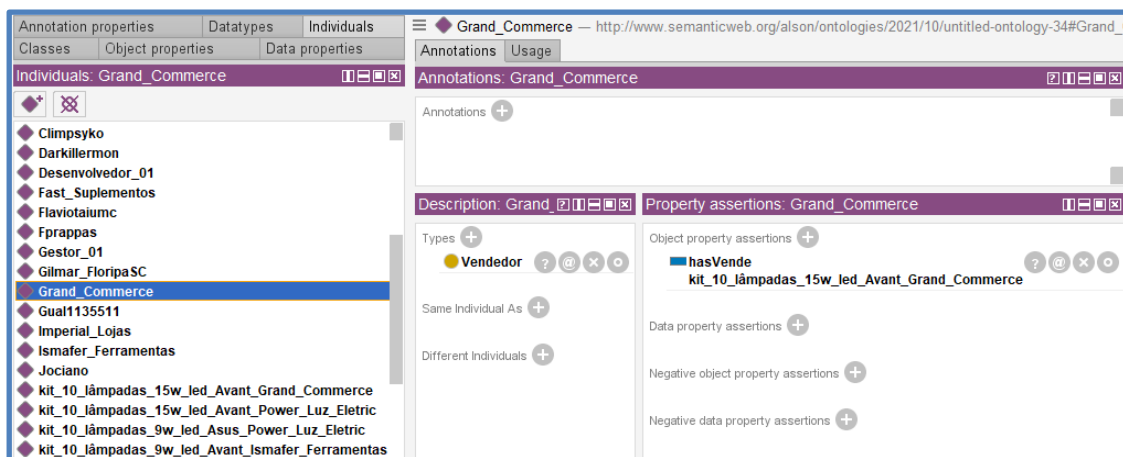 Annotation properties Datatypes Individuals
Classes Object properties Data properties
Individuals: Grand_Commerce
Climpsyko
Darkillermon
Desenvolvedor_01
Fast_Suplementos
Flaviotaiumc
Fprappas
Gestor_01
Gilmar_FloripaSC
Grand_Commerce
Gual1135511
Imperial_Lojas
Ismafer_Ferramentas
Jociano
kit_10_lâmpadas_15w_led_Avant_Grand_Commerce
kit_10_lâmpadas_15w_led_Avant_Power_Luz_Eletric
kit_10_lâmpadas_9w_led_Asus_Power_Luz_Eletric
kit_10_lâmpadas_9w_led_Avant_Ismafer_Ferramentas
Grand_Commerce — http://www.semanticweb.org/alson/ontologies/2021/10/untitled-ontology-34#Grand_
Annotations Usage
Annotations: Grand_Commerce
Annotations
Description: Grand_
Types
Vendedor
Same Individual As
Different Individuals
Property assertions: Grand_Commerce
Object property assertions
hasVende
kit_10_lâmpadas_15w_led_Avant_Grand_Commerce
Data property assertions
Negative object property assertions
Negative data property assertions